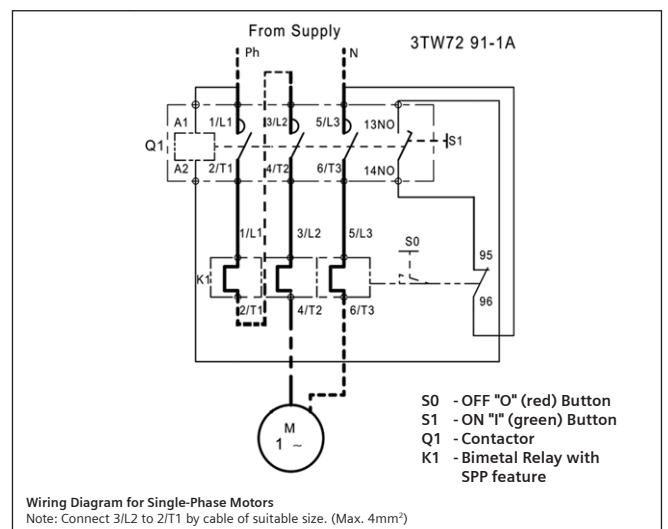 From Supply
3TW72 91-1A
Ph
N
A1
1/L1
3/L2
5/L3
13NO
Q1
S1
A2
2/T1
4/T2
6/T3
14NO
1/L1
3/L2
5/L3
S0
95
K1
96
2/T1
4/T2
6/T3
M
1 ~
S0 - OFF "O" (red) Button
S1 - ON "I" (green) Button
Q1 - Contactor
K1 - Bimetal Relay with
SPP feature
Wiring Diagram for Single-Phase Motors
Note: Connect 3/L2 to 2/T1 by cable of suitable size. (Max. 4mm²)